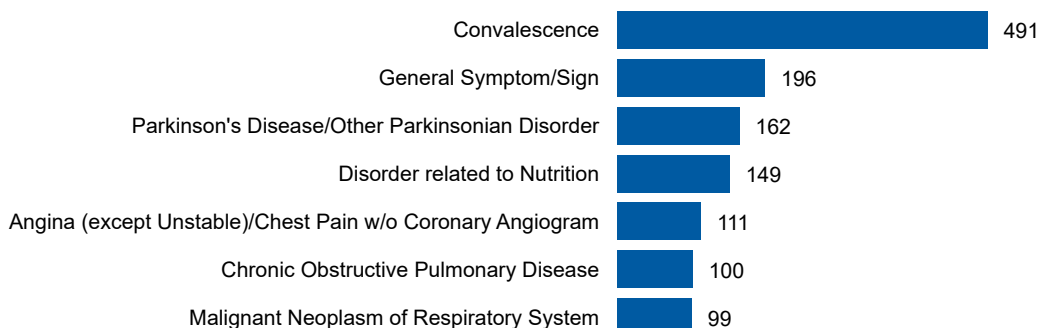 Convalescence 491
General Symptom/Sign 196
Parkinson's Disease/Other Parkinsonian Disorder 162
Disorder related to Nutrition 149
Angina (except Unstable)/Chest Pain w/o Coronary Angiogram 111
Chronic Obstructive Pulmonary Disease 100
Malignant Neoplasm of Respiratory System 99